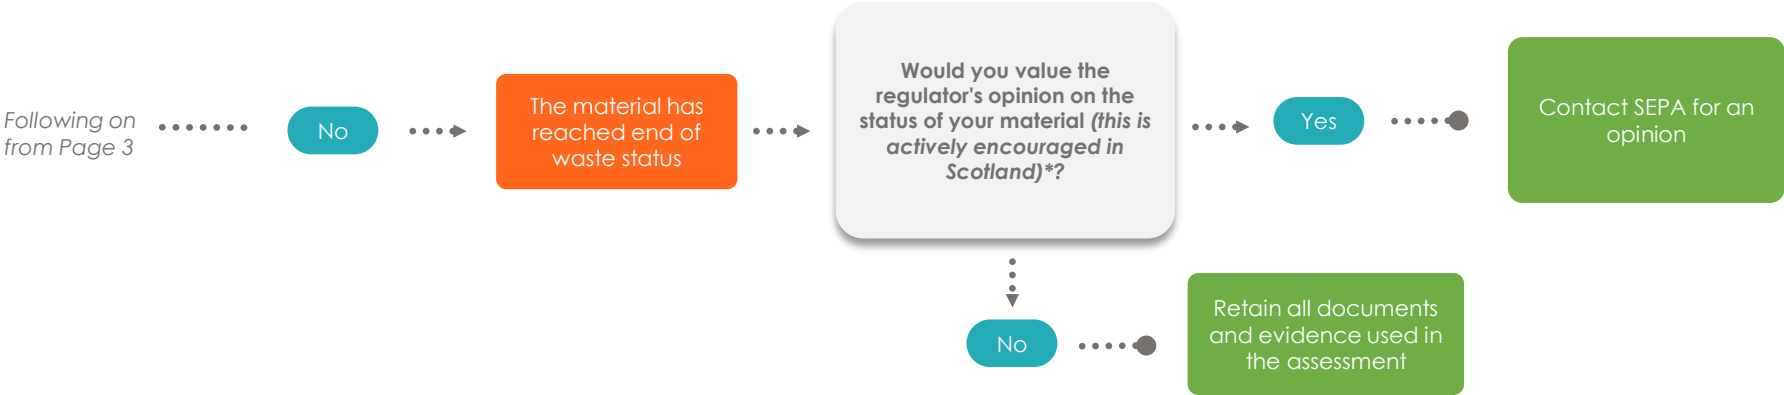 Following on
from Page 3
No
The material has
reached end of
waste status
Would you value the
regulator's opinion on the
status of your material (this is
actively encouraged in
Scotland)*?
Yes
Contact SEPA for an
opinion
No
Retain all documents
and evidence used in
the assessment